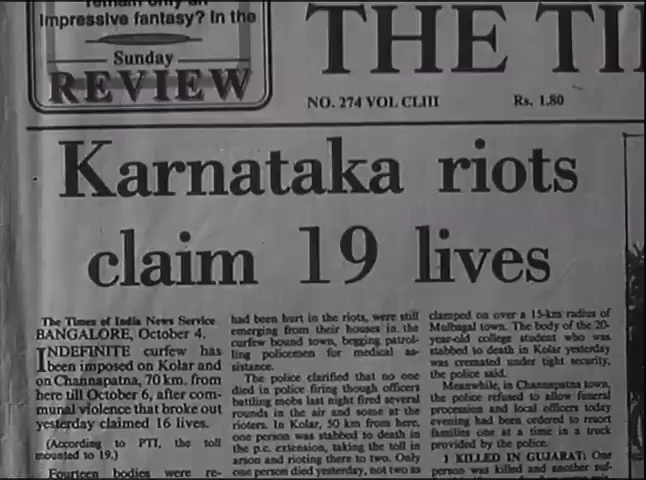 Impressive fantasy? In the
Sunday
REVIEW
THE TI
NO. 274 VOL CLIII
Rs. 1.80
Karnataka riots
claim 19 lives
The Times of India News Service
BANGALORE, October 4.
INDEFINITE curfew has
been imposed on Kolar and
on Channapatna, 70 km. from
here till October 6, after com-
munal violence that broke out
yesterday claimed 16 lives.
(According to PTI, the toll
mounted to 19.)
Fourteen bodies were re-
had been hurt in the riots, were still
emerging from their houses in the
curfew bound town, begging patrol-
ling policemen for medical as-
sistance.
The police clarified that no one
died in police firing though officers
battling mobs last night fired several
rounds in the air and some at the
rioters. In Kolar, 50 km from here,
one person was stabbed to death in
the p.c. extension, taking the toll in
arson and rioting there to two. Only
one person died yesterday, not two as
clamped on over a 15-km radius of
Mulbagal town. The body of the 20-
year-old college student who was
stabbed to death in Kolar yesterday
was cremated under tight security,
the police said.
Meanwhile, in Channapatna town,
the police refused to allow funeral
procession and local officers today
evening had been ordered to resort
families one at a time in a truck
provided by the police.
1 KILLED IN GUJARAT: One
person was killed and another suf-